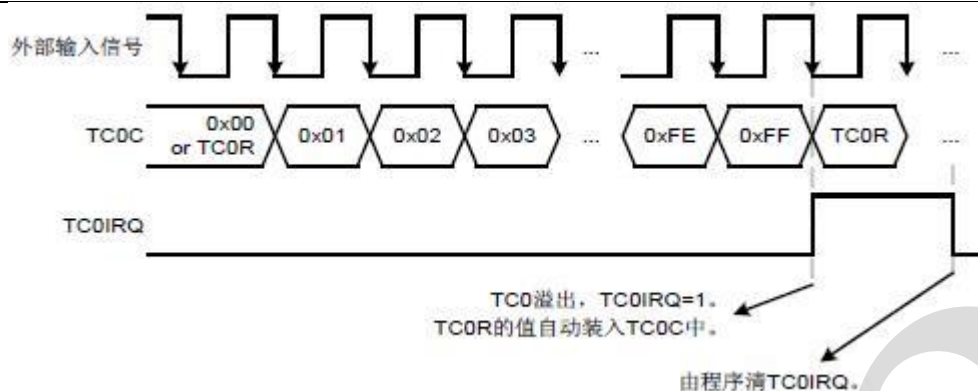 外部输入信号
...
...
TC0C
0x00
or TC0R
0x01
0x02
0x03
...
0xFE
0xFF
TC0R
...
TC0IRQ
TC0溢出，TC0IRQ=1。
TC0R的值自动装入TC0C中。
由程序清TC0IRQ。